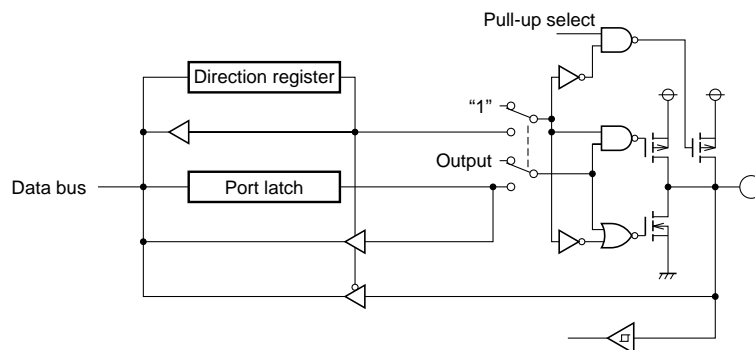 Pull-up select
Direction register
“1”
Output
Data bus
Port latch